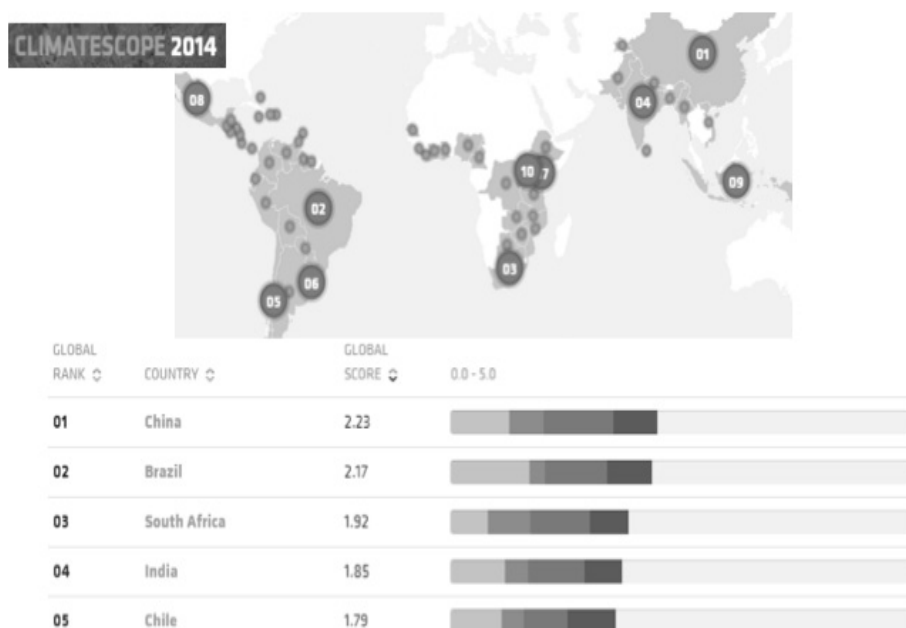 CLIMATESCOPE 2014
01
08
04
10
7
09
02
03
06
05
GLOBAL RANK COUNTRY GLOBAL SCORE 0.0 - 5.0
01 China 2.23
02 Brazil 2.17
03 South Africa 1.92
04 India 1.85
05 Chile 1.79